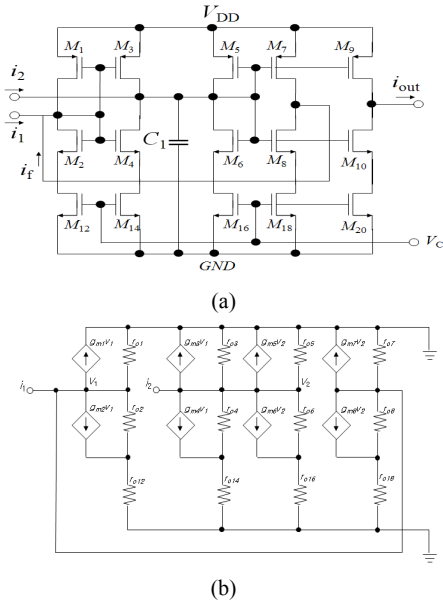 V_DD
M_1 M_3 M_5 M_7 M_9
i_2
i_1
i_out
i_f
C_1
M_2 M_4 M_6 M_8 M_10
M_12 M_14 M_16 M_18 M_20
V_C
GND
(a)
g_m1v_1 r_o1 g_m3v_1 r_o3 g_m5v_2 r_o5 g_m7v_2 r_o7
i_1 V_1 i_2 V_2
g_m2v_1 r_o2 g_m4v_1 r_o4 g_m6v_2 r_o6 g_m8v_2 r_o8
r_o12 r_o14 r_o16 r_o18
(b)